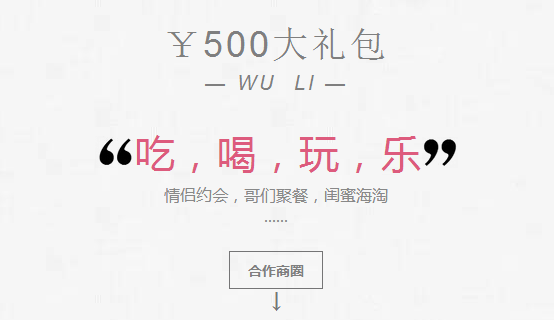 ￥500大礼包
— WU LI —
“吃，喝，玩，乐”
情侣约会，哥们聚餐，闺蜜海淘
......
合作商圈
↓